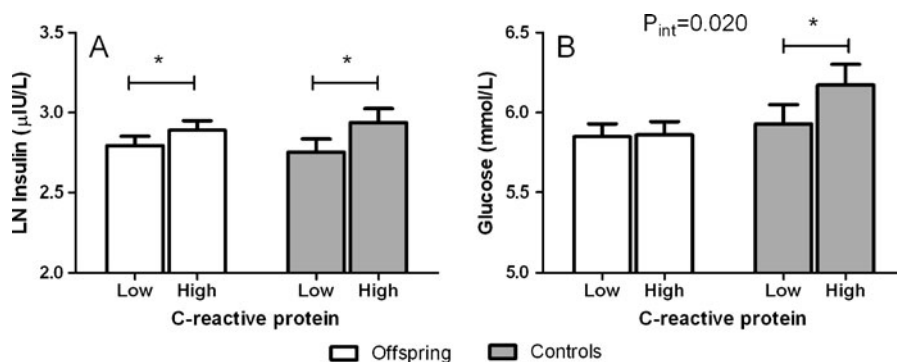 A
B
P_int=0.020
*
*
*
LN Insulin (μIU/L)
3.5
3.0
2.5
2.0
Low High Low High
C-reactive protein
Glucose (mmol/L)
6.5
6.0
5.5
5.0
Low High Low High
C-reactive protein
Offspring Controls